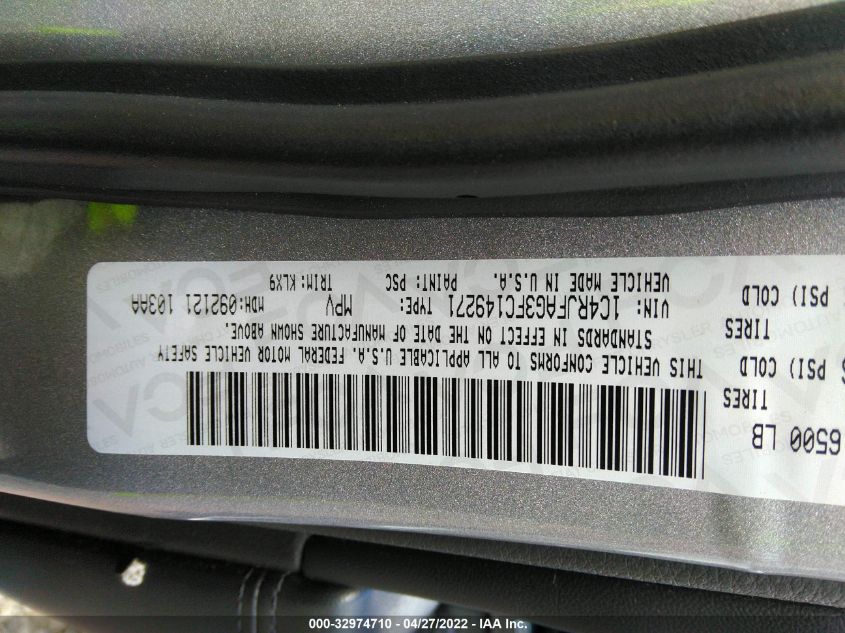 6500 LB
TIRES
PSI) COLD
TIRES
PSI) COLD
THIS VEHICLE CONFORMS TO ALL APPLICABLE U.S.A. FEDERAL MOTOR VEHICLE SAFETY
STANDARDS IN EFFECT ON THE DATE OF MANUFACTURE SHOWN ABOVE.
VIN: 1C4RJFAG3FC149271 TYPE: MPV MDH:092121 103AA
VEHICLE MADE IN U.S.A. PAINT: PSC TRIM: KLX9
000-32974710 - 04/27/2022 - IAA Inc.